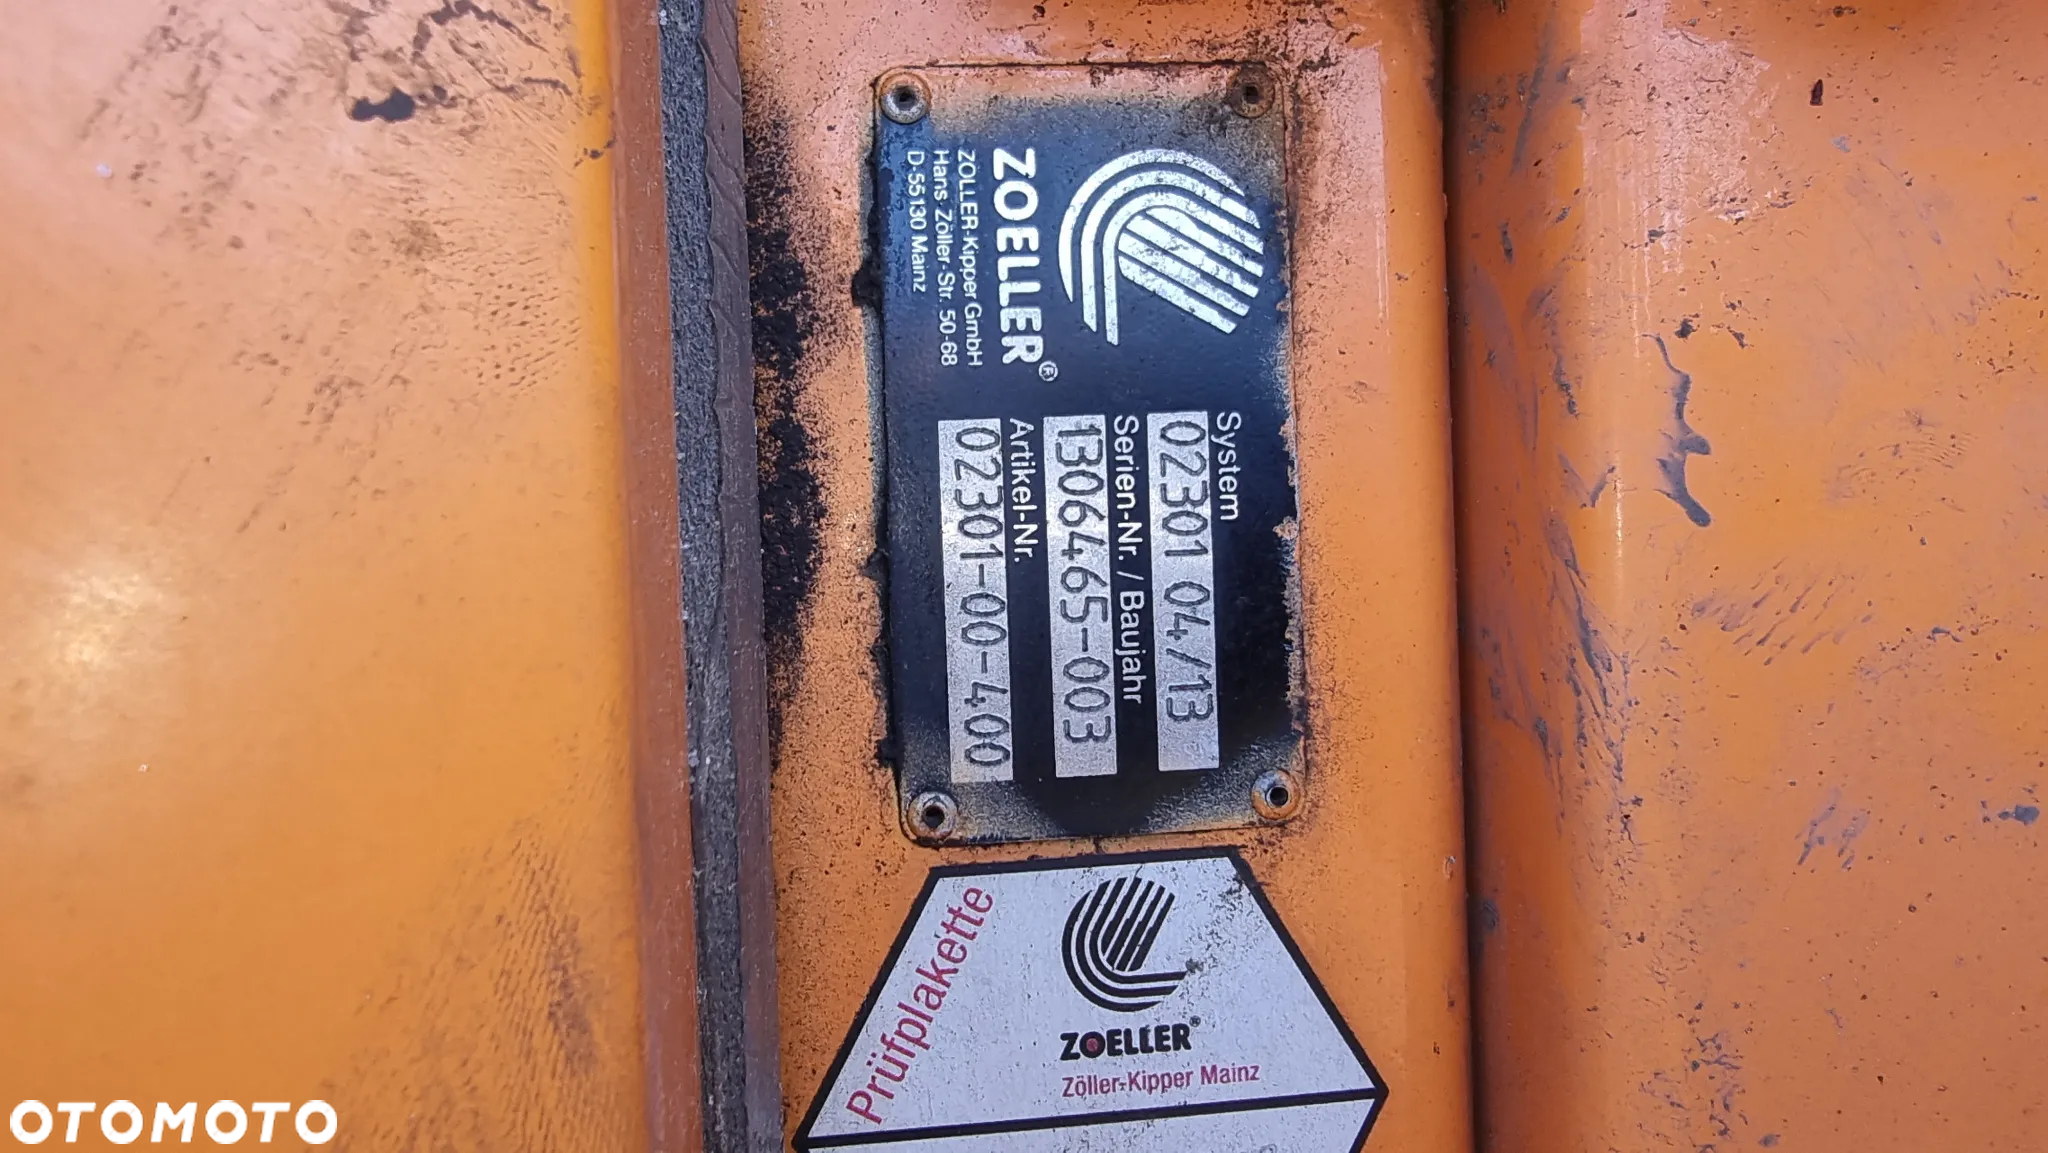 ZOELLER®
ZÖLLER-Kipper GmbH
Hans-Zöller-Str. 50-68
D-55130 Mainz
System
02301 04/13
Serien-Nr. / Baujahr
1306465-003
Artikel-Nr.
02301-00-400
Prüfplakette
ZOELLER®
Zöller-Kipper Mainz
OTOMOTO